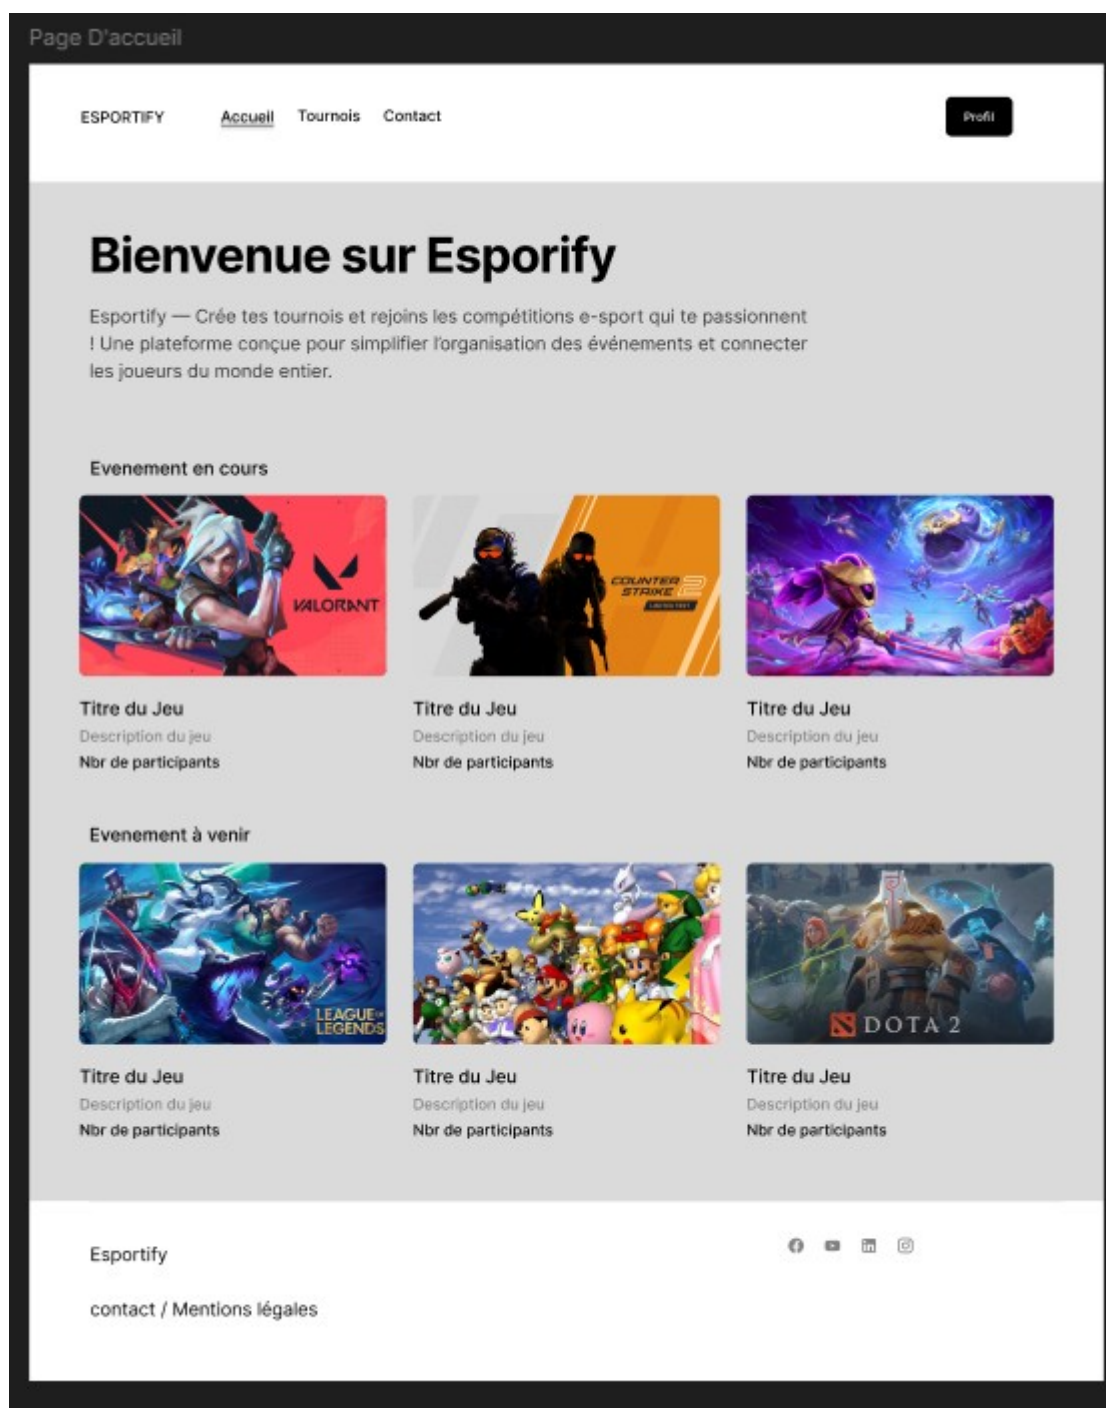 Page D'accueil
ESPORTIFY Accueil Tournois Contact Profil
Bienvenue sur Esporify
Esportify — Crée tes tournois et rejoins les compétitions e-sport qui te passionnent
! Une plateforme conçue pour simplifier l'organisation des événements et connecter
les joueurs du monde entier.
Evenement en cours
VALORANT
COUNTER
STRIKE 2
LIMITED TEST
Titre du Jeu Titre du Jeu Titre du Jeu
Description du jeu Description du jeu Description du jeu
Nbr de participants Nbr de participants Nbr de participants
Evenement à venir
LEAGUE OF
LEGENDS
DOTA 2
Titre du Jeu Titre du Jeu Titre du Jeu
Description du jeu Description du jeu Description du jeu
Nbr de participants Nbr de participants Nbr de participants
Esportify
contact / Mentions légales